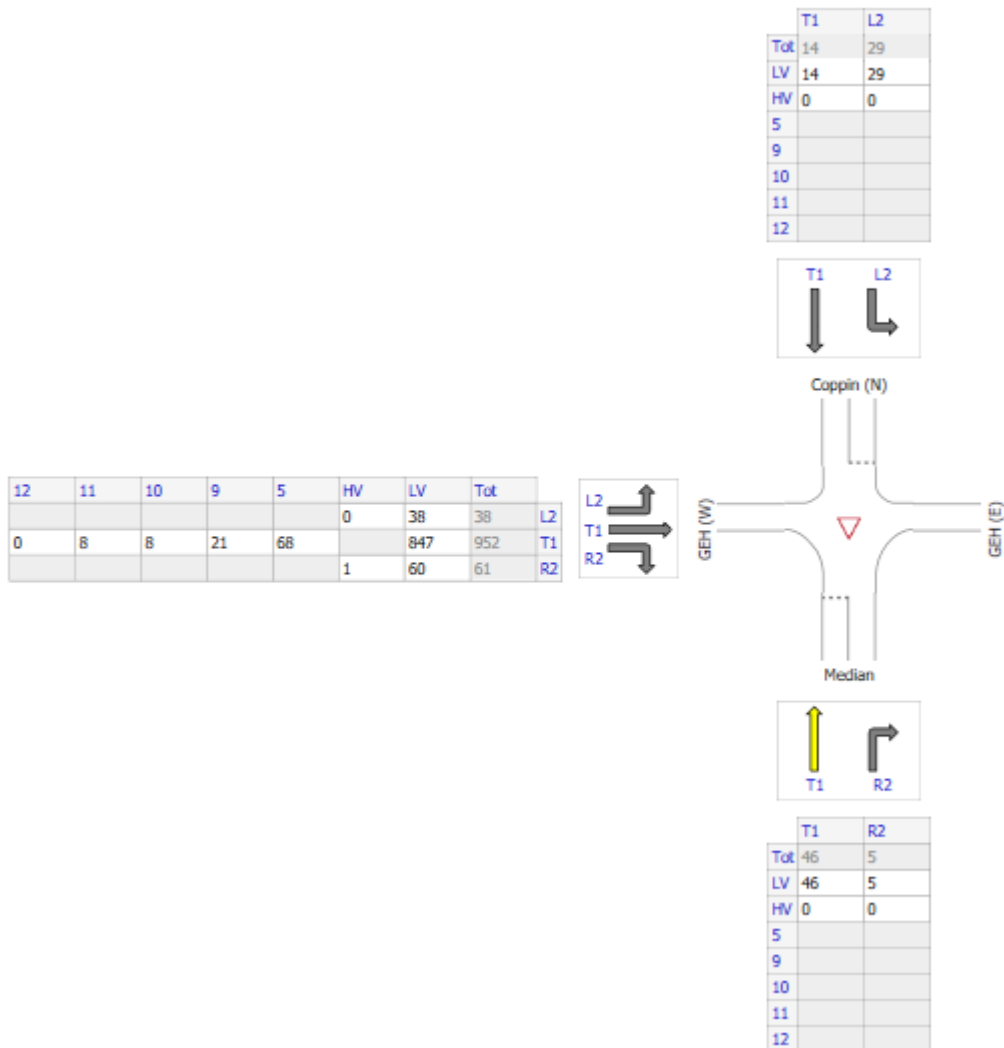 T1 L2
Tot 14 29
LV 14 29
HV 0 0
5
9
10
11
12
T1 L2
Coppin (N)
12 11 10 9 5 HV LV Tot
0 38 38 L2
0 8 8 21 68 847 952 T1
1 60 61 R2
L2
T1
R2
GEH (W)
GEH (E)
Median
T1 R2
T1 R2
Tot 46 5
LV 46 5
HV 0 0
5
9
10
11
12